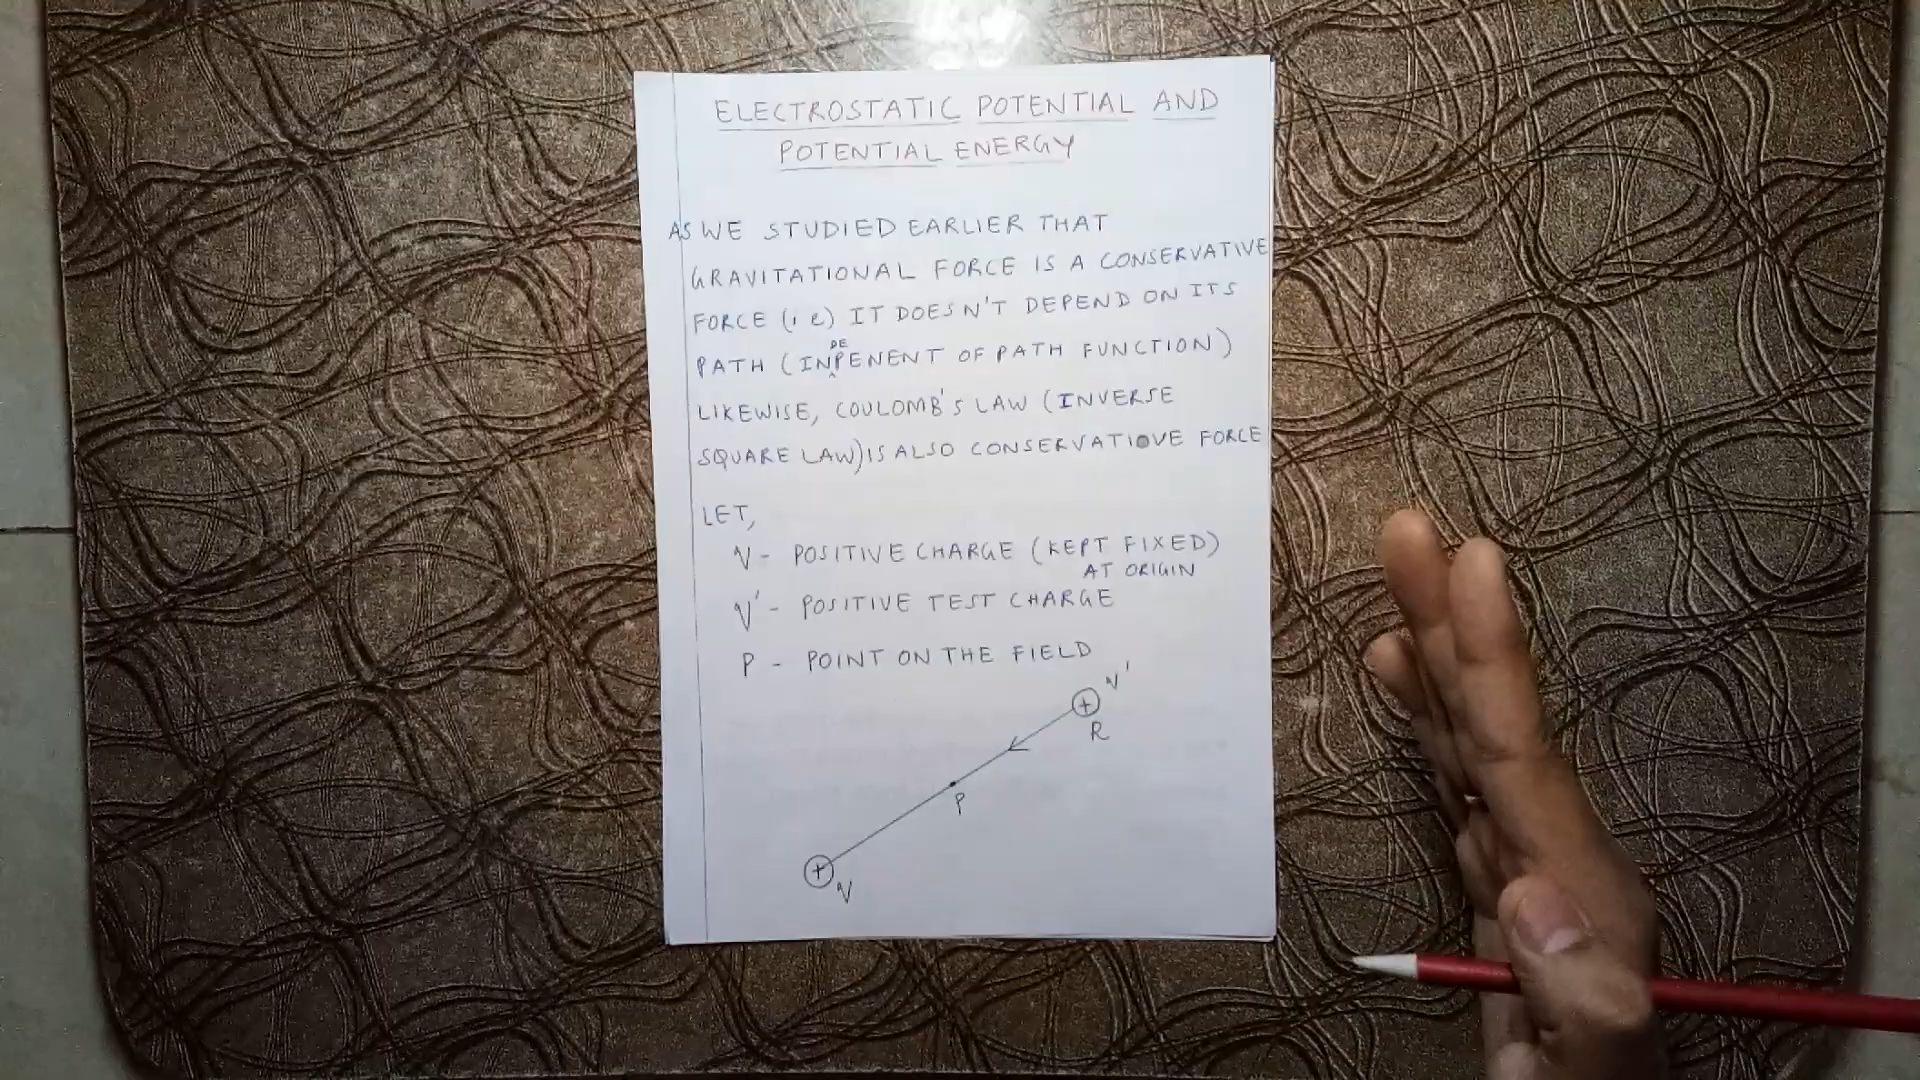 ELECTROSTATIC POTENTIAL AND
POTENTIAL ENERGY
AS WE STUDIED EARLIER THAT
GRAVITATIONAL FORCE IS A CONSERVATIVE
FORCE (i e) IT DOESN'T DEPEND ON ITS
PATH (INDEPENENT OF PATH FUNCTION)
LIKEWISE, COULOMB'S LAW (INVERSE
SQUARE LAW) IS ALSO CONSERVATIOVE FORCE
LET,
q - POSITIVE CHARGE (KEPT FIXED)
AT ORIGIN
q' - POSITIVE TEST CHARGE
P - POINT ON THE FIELD
q'
+
R
P
+
q